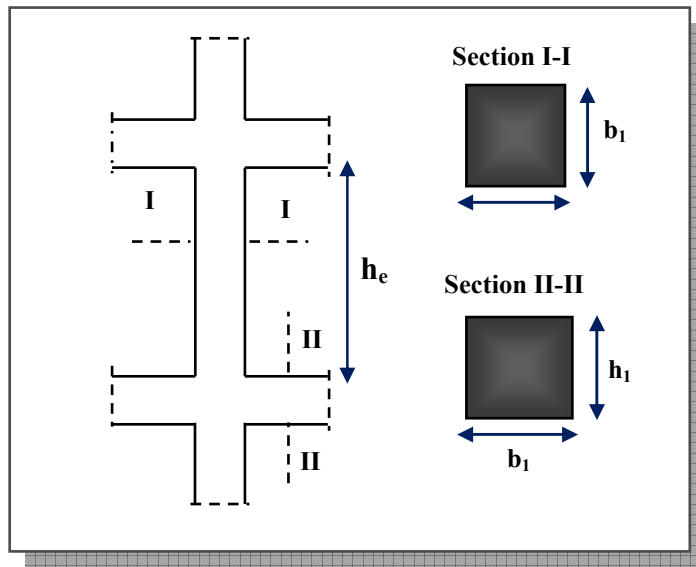 Section I-I
b₁
I
I
hₑ
Section II-II
II
h₁
b₁
II